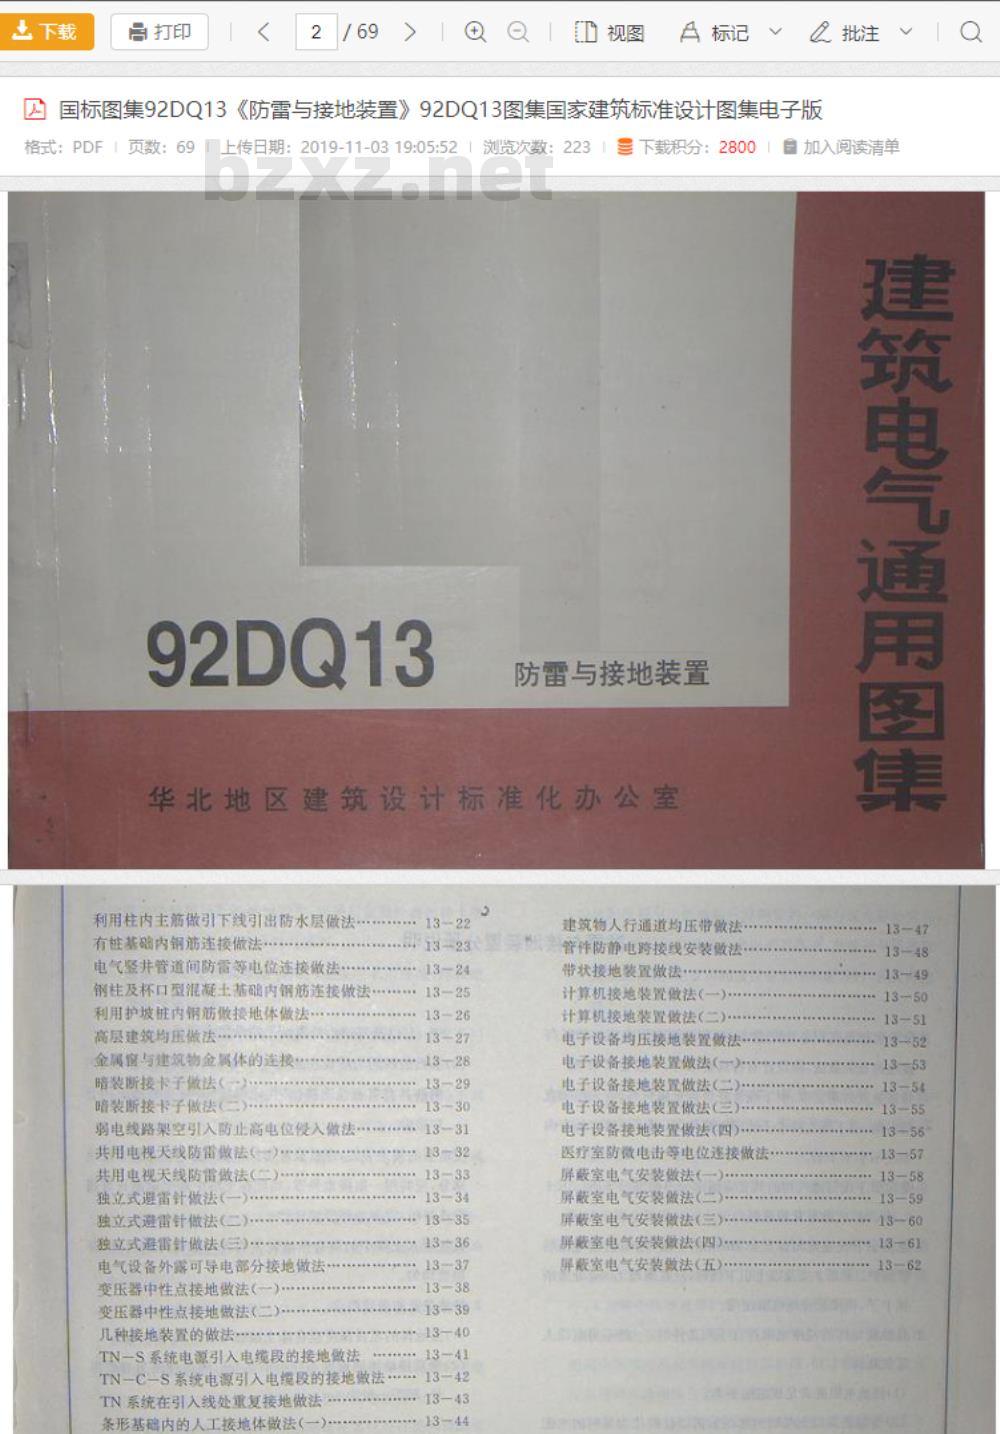 下载 打印 2 / 69 视图 标记 批注
国标图集92DQ13《防雷与接地装置》92DQ13图集国家建筑标准设计图集电子版
格式: PDF 页数: 69 上传日期: 2019-11-03 19:05:52 浏览次数: 223 下载积分: 2800 加入阅读清单
bzxz.net
建筑电气通用图集
92DQ13
防雷与接地装置
华北地区建筑设计标准化办公室
利用柱内主筋做引下线引出防水层做法………… 13－22
有桩基础内钢筋连接做法………… 13－23
电气竖井管道间防雷等电位连接做法………… 13－24
钢柱及杯口型混凝土基础内钢筋连接做法……… 13－25
利用护坡桩内钢筋做接地体做法………… 13－26
高层建筑均压做法………… 13－27
金属窗与建筑物金属体的连接………… 13－28
暗装断接卡子做法(一)………… 13－29
暗装断接卡子做法(二)………… 13－30
弱电线路架空引入防止高电位侵入做法………… 13－31
共用电视天线防雷做法(一)………… 13－32
共用电视天线防雷做法(二)………… 13－33
独立式避雷针做法(一)………… 13－34
独立式避雷针做法(二)………… 13－35
独立式避雷针做法(三)………… 13－36
电气设备外露可导电部分接地做法………… 13－37
变压器中性点接地做法(一)………… 13－38
变压器中性点接地做法(二)………… 13－39
几种接地装置的做法………… 13－40
TN－S系统电源引入电缆段的接地做法 ………… 13－41
TN－C－S系统电源引入电缆段的接地做法…… 13－42
TN 系统在引入线处重复接地做法 ………… 13－43
条形基础内的人工接地体做法(一)………… 13－44
建筑物人行通道均压带做法………… 13－47
管件防静电跨接线安装做法………… 13－48
带状接地装置做法………… 13－49
计算机接地装置做法(一)………… 13－50
计算机接地装置做法(二)………… 13－51
电子设备均压接地装置做法………… 13－52
电子设备接地装置做法(一)………… 13－53
电子设备接地装置做法(二)………… 13－54
电子设备接地装置做法(三)………… 13－55
电子设备接地装置做法(四)………… 13－56
医疗室防微电击等电位连接做法………… 13－57
屏蔽室电气安装做法(一)………… 13－58
屏蔽室电气安装做法(二)………… 13－59
屏蔽室电气安装做法(三)………… 13－60
屏蔽室电气安装做法(四)………… 13－61
屏蔽室电气安装做法(五)………… 13－62